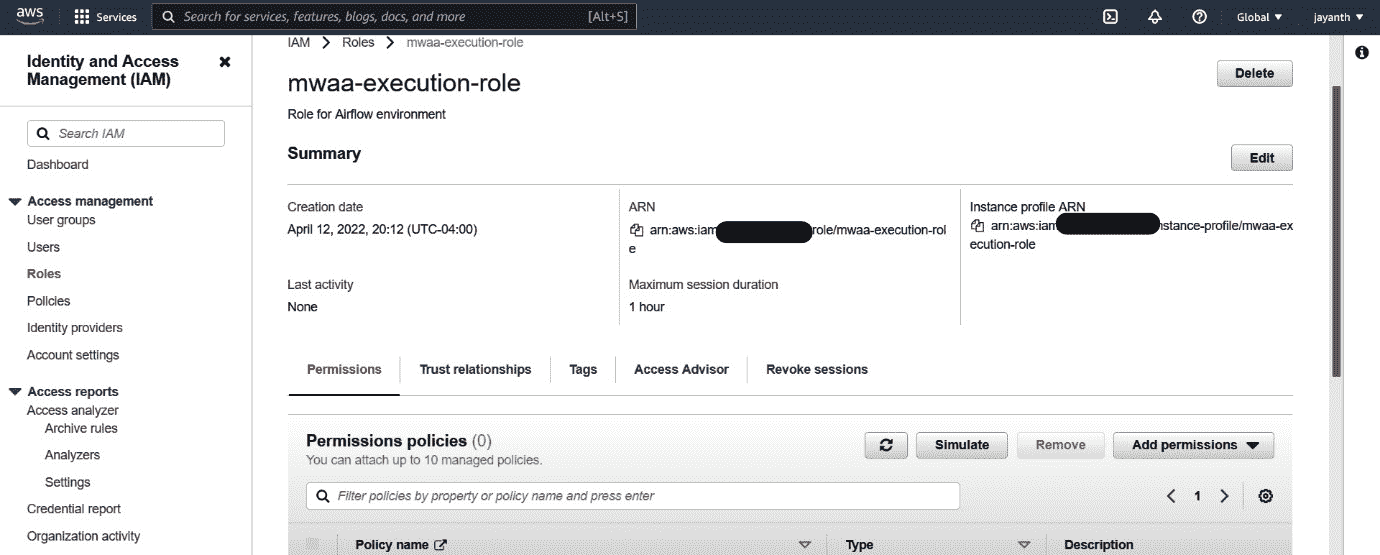 aws
Services
Search for services, features, blogs, docs, and more
[Alt+S]
Global
jayanth
Identity and Access
Management (IAM)
Search IAM
Dashboard
Access management
User groups
Users
Roles
Policies
Identity providers
Account settings
Access reports
Access analyzer
Archive rules
Analyzers
Settings
Credential report
Organization activity
IAM > Roles > mwaa-execution-role
mwaa-execution-role
Delete
Role for Airflow environment
Summary
Edit
Creation date
April 12, 2022, 20:12 (UTC-04:00)
ARN
arn:aws:iam role/mwaa-execution-rol
e
Instance profile ARN
arn:aws:iam instance-profile/mwaa-ex
ecution-role
Last activity
None
Maximum session duration
1 hour
Permissions
Trust relationships
Tags
Access Advisor
Revoke sessions
Permissions policies (0)
You can attach up to 10 managed policies.
Simulate
Remove
Add permissions
Filter policies by property or policy name and press enter
1
Policy name
Type
Description